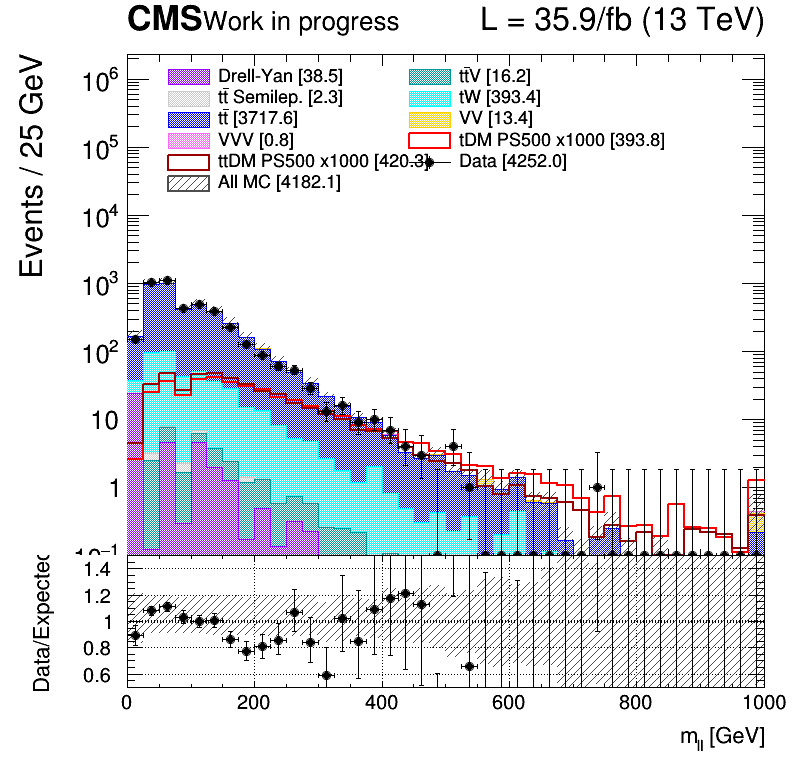 CMS Work in progress L = 35.9/fb (13 TeV)
Events / 25 GeV
Drell-Yan [38.5] tt̄V [16.2]
tt̄ Semilep. [2.3] tW [393.4]
tt̄ [3717.6] VV [13.4]
VVV [0.8] tDM PS500 x1000 [393.8]
ttDM PS500 x1000 [420.3] Data [4252.0]
All MC [4182.1]
10⁶
10⁵
10⁴
10³
10²
10
1
10⁻¹
Data/Expected
1.4
1.2
1
0.8
0.6
0 200 400 600 800 1000
m_ll [GeV]